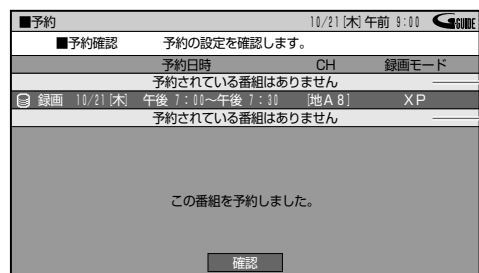 ■予約 10/21[木]午前 9:00 G-GUIDE
■予約確認 予約の設定を確認します。
予約日時 CH 録画モード
予約されている番組はありません
録画 10/21[木] 午後 7:00〜午後 7:30 [地A8] XP
予約されている番組はありません
この番組を予約しました。
確認